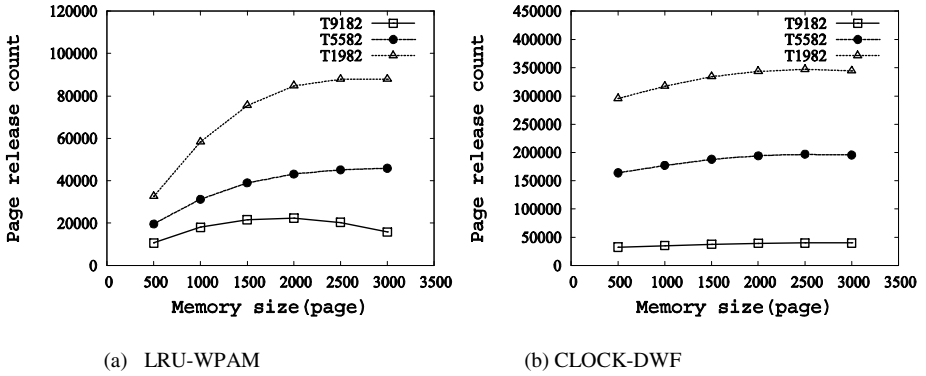 120000
100000
80000
60000
40000
20000
0
Page release count
T9182
T5582
T1982
0 500 1000 1500 2000 2500 3000 3500
Memory size(page)
(a) LRU-WPAM
450000
400000
350000
300000
250000
200000
150000
100000
50000
0
Page release count
T9182
T5582
T1982
0 500 1000 1500 2000 2500 3000 3500
Memory size(page)
(b) CLOCK-DWF